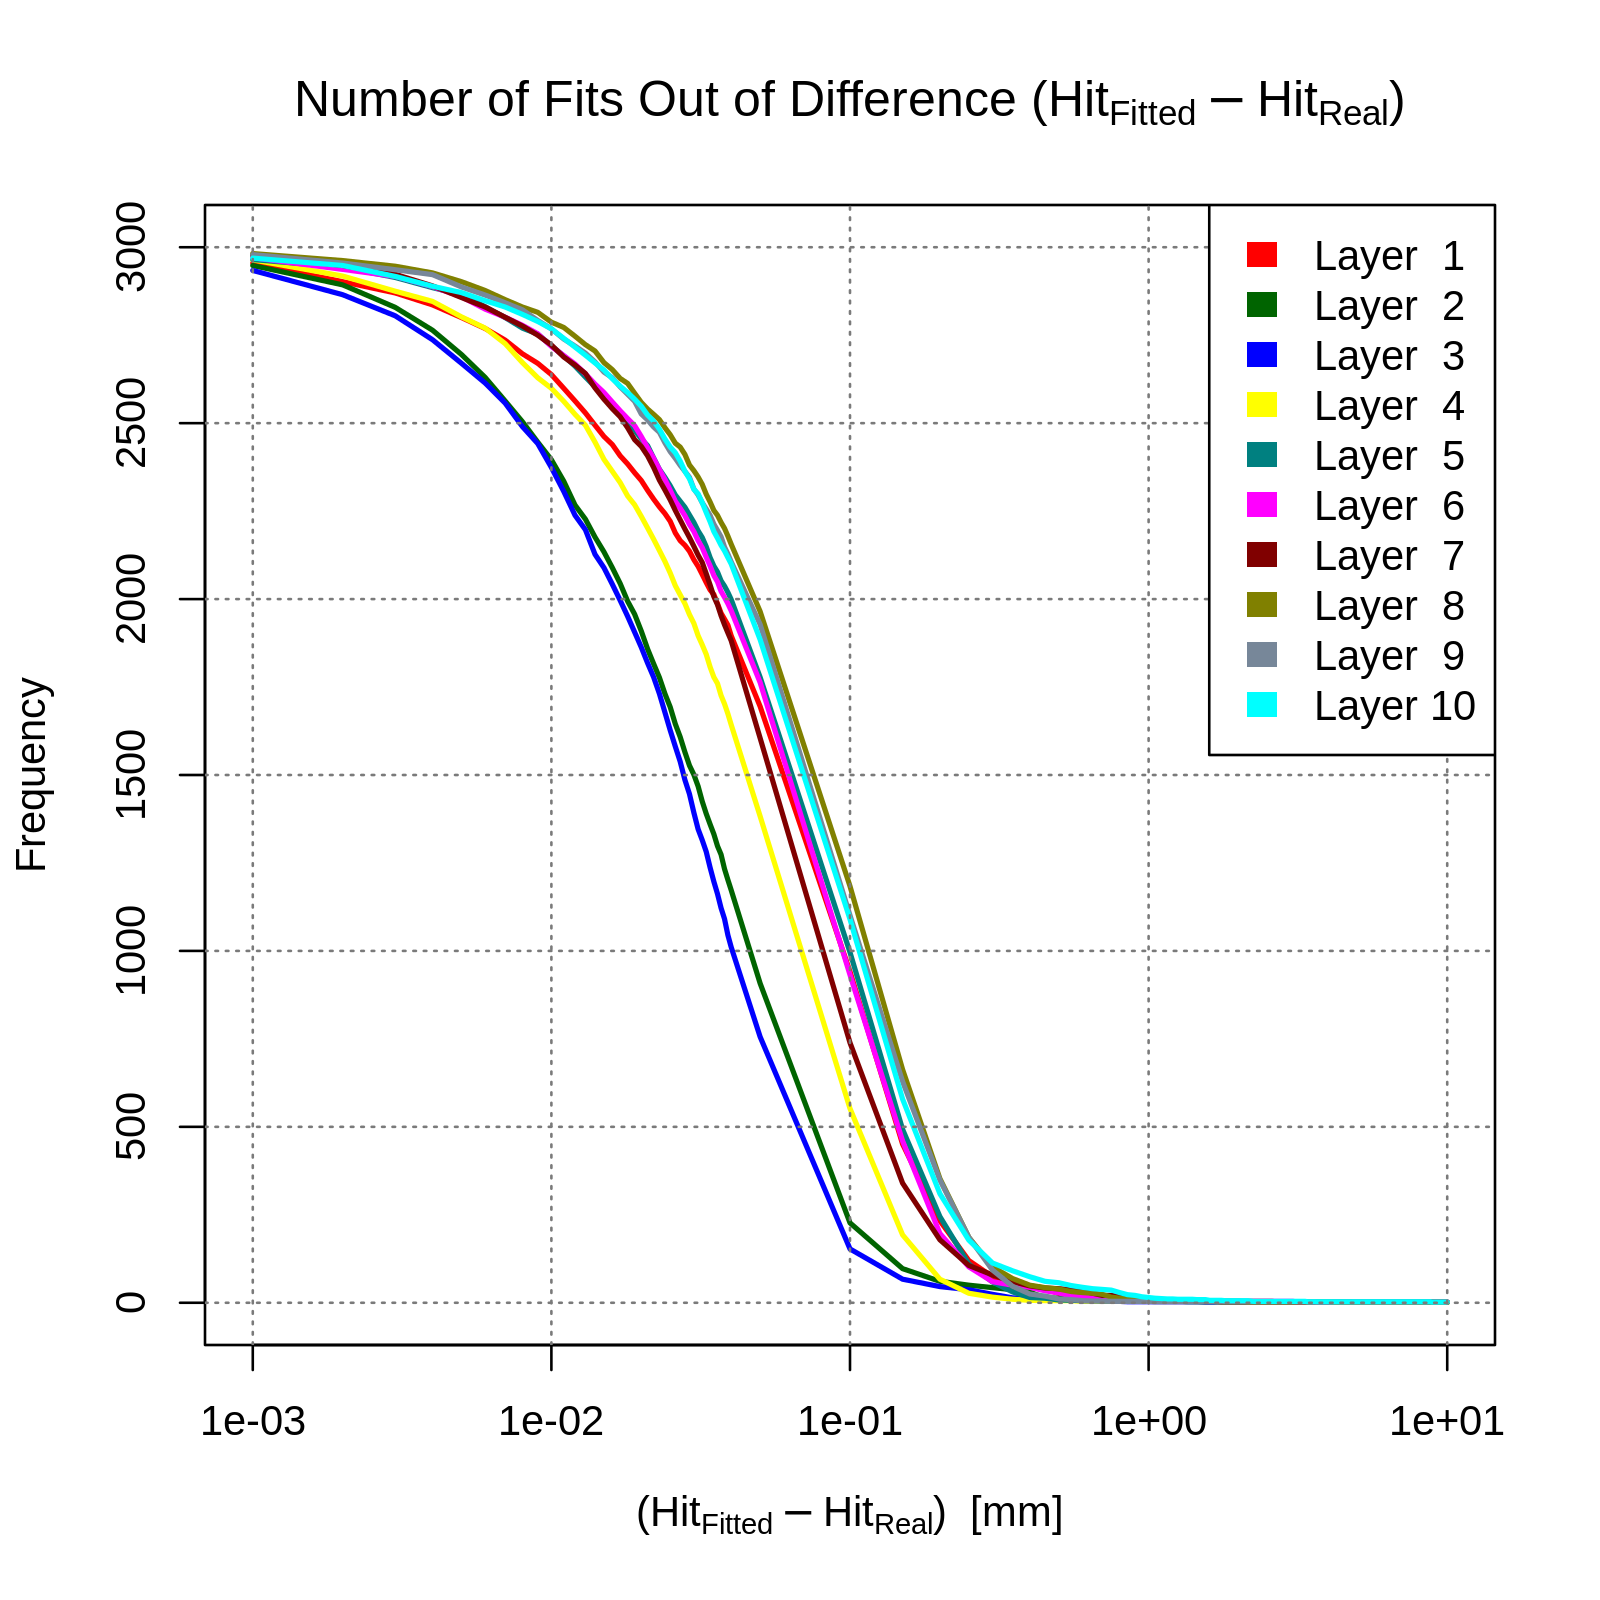 Number of Fits Out of Difference (HitFitted − HitReal)
3000
2500
2000
1500
1000
500
0
Frequency
Layer 1
Layer 2
Layer 3
Layer 4
Layer 5
Layer 6
Layer 7
Layer 8
Layer 9
Layer 10
1e-03 1e-02 1e-01 1e+00 1e+01
(HitFitted − HitReal) [mm]